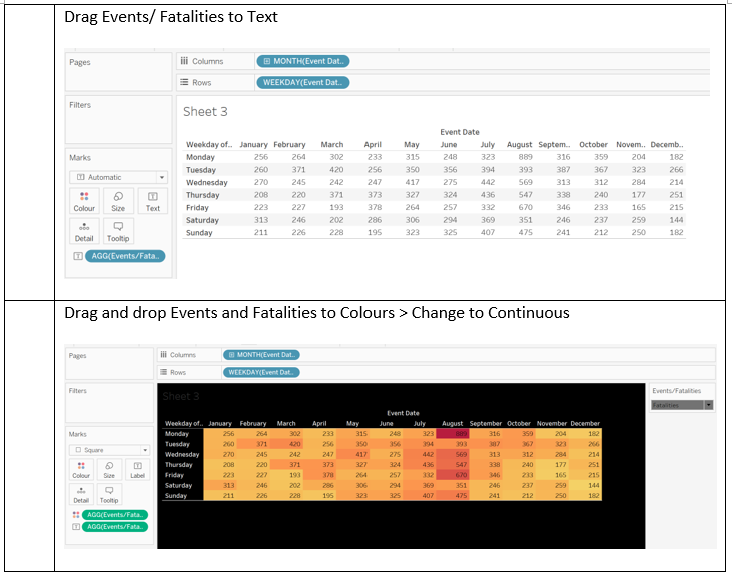 Drag Events/ Fatalities to Text
Pages
Columns
MONTH(Event Dat..
Rows
WEEKDAY(Event Dat..
Filters
Sheet 3
Event Date
Weekday of.. January February March April May June July August Septem.. October Novem.. Decemb..
Monday 256 264 302 233 315 248 323 889 316 359 204 182
Tuesday 260 371 420 256 350 356 394 393 387 367 323 266
Wednesday 270 245 242 247 417 275 442 569 313 312 284 214
Thursday 208 220 371 373 327 324 436 547 338 240 177 251
Friday 223 227 193 378 264 257 332 670 346 233 165 215
Saturday 313 246 202 286 306 294 369 351 246 237 259 144
Sunday 211 226 228 195 323 325 407 475 241 212 250 182
Marks
Automatic
Colour Size Text
Detail Tooltip
AGG(Events/Fata..
Drag and drop Events and Fatalities to Colours > Change to Continuous
Pages
Columns
MONTH(Event Dat..
Rows
WEEKDAY(Event Dat..
Filters
Sheet 3
Events/Fatalities
Fatalities
Event Date
Weekday of.. January February March April May June July August September October November December
Monday 256 264 302 233 315 248 323 889 316 359 204 182
Tuesday 260 371 420 256 350 356 394 393 387 367 323 266
Wednesday 270 245 242 247 417 275 442 569 313 312 284 214
Thursday 208 220 371 373 327 324 436 547 338 240 177 251
Friday 223 227 193 378 264 257 332 670 346 233 165 215
Saturday 313 246 202 286 306 294 369 351 246 237 259 144
Sunday 211 226 228 195 323 325 407 475 241 212 250 182
Marks
Square
Colour Size Label
Detail Tooltip
AGG(Events/Fata..
AGG(Events/Fata..